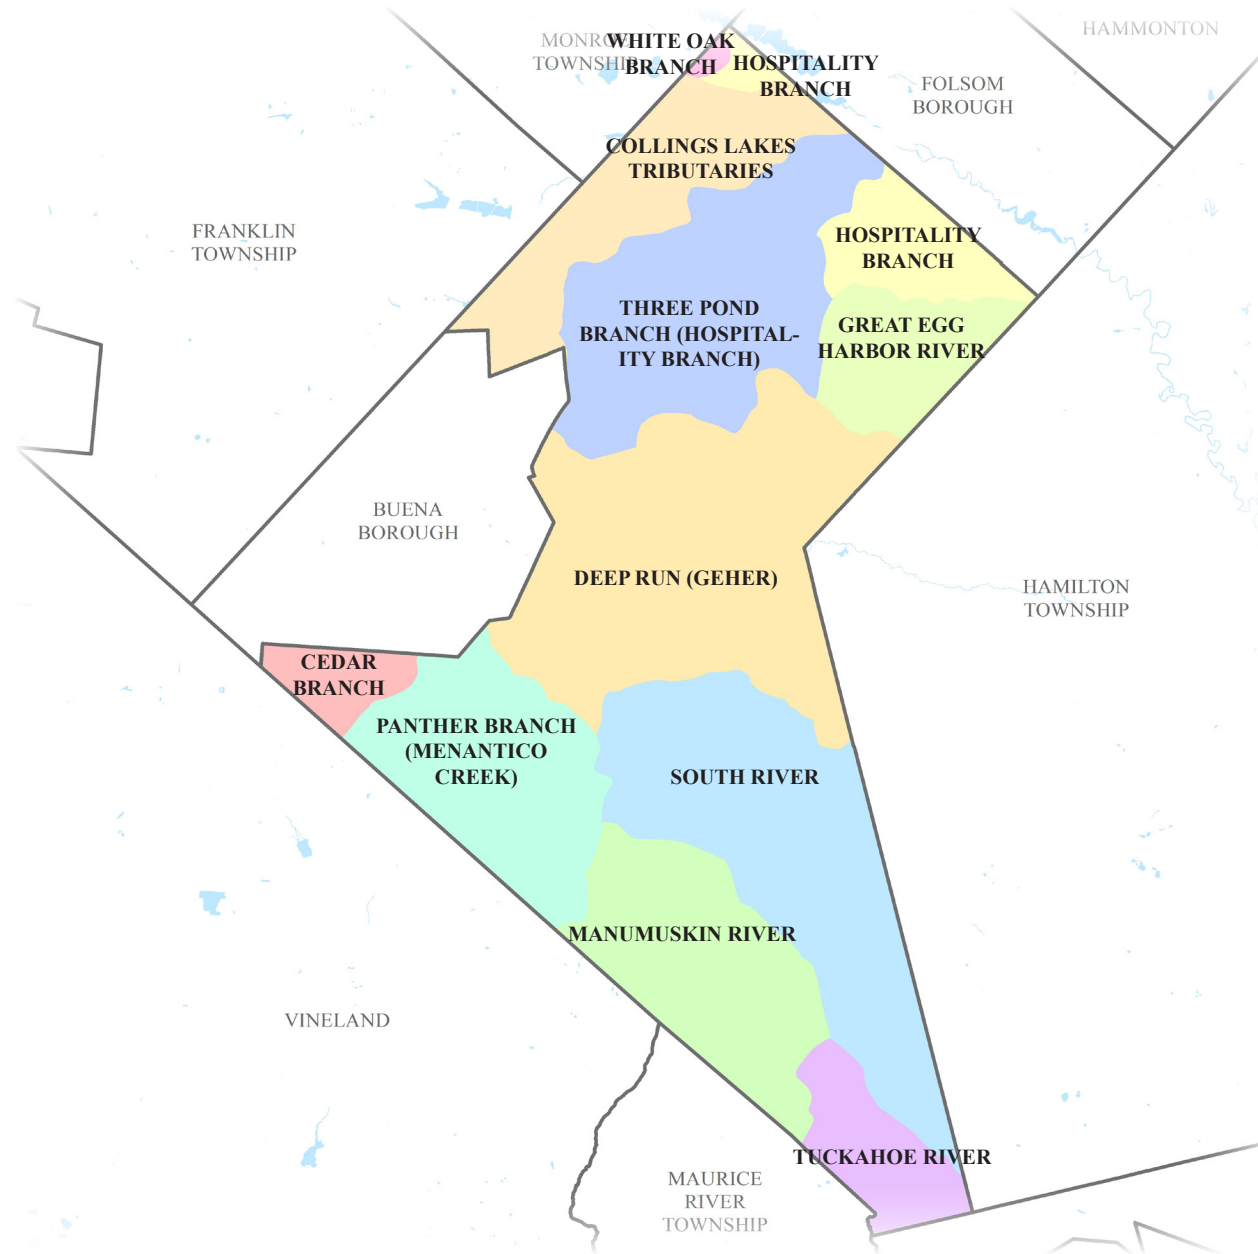 HAMMONTON
MONROE
TOWNSHIP
WHITE OAK
BRANCH
HOSPITALITY
BRANCH
FOLSOM
BOROUGH
COLLINGS LAKES
TRIBUTARIES
FRANKLIN
TOWNSHIP
HOSPITALITY
BRANCH
THREE POND
BRANCH (HOSPITAL-
ITY BRANCH)
GREAT EGG
HARBOR RIVER
BUENA
BOROUGH
DEEP RUN (GEHER)
HAMILTON
TOWNSHIP
CEDAR
BRANCH
PANTHER BRANCH
(MENANTICO
CREEK)
SOUTH RIVER
MANUMUSKIN RIVER
VINELAND
TUCKAHOE RIVER
MAURICE
RIVER
TOWNSHIP